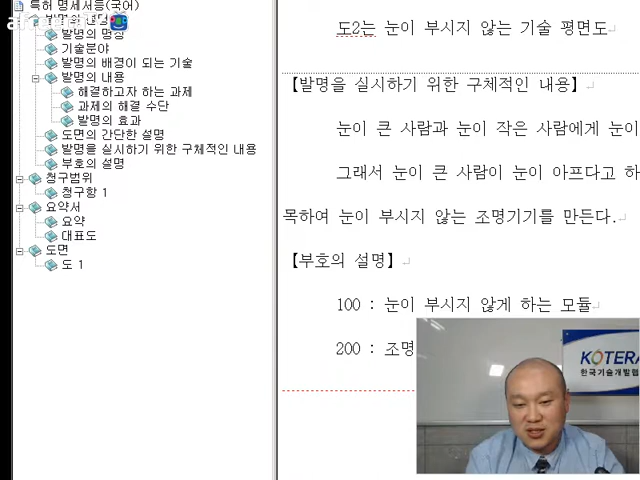 특허 명세서등(국어)
발명의 설명
발명의 명칭
기술분야
발명의 배경이 되는 기술
발명의 내용
해결하고자 하는 과제
과제의 해결 수단
발명의 효과
도면의 간단한 설명
발명을 실시하기 위한 구체적인 내용
부호의 설명
청구범위
청구항 1
요약서
요약
대표도
도면
도 1
도2는 눈이 부시지 않는 기술 평면도
【발명을 실시하기 위한 구체적인 내용】
눈이 큰 사람과 눈이 작은 사람에게 눈이
그래서 눈이 큰 사람이 눈이 아프다고 하
목하여 눈이 부시지 않는 조명기기를 만든다.
【부호의 설명】
100 : 눈이 부시지 않게 하는 모듈
200 : 조명
KOTERA
한국기술개발협